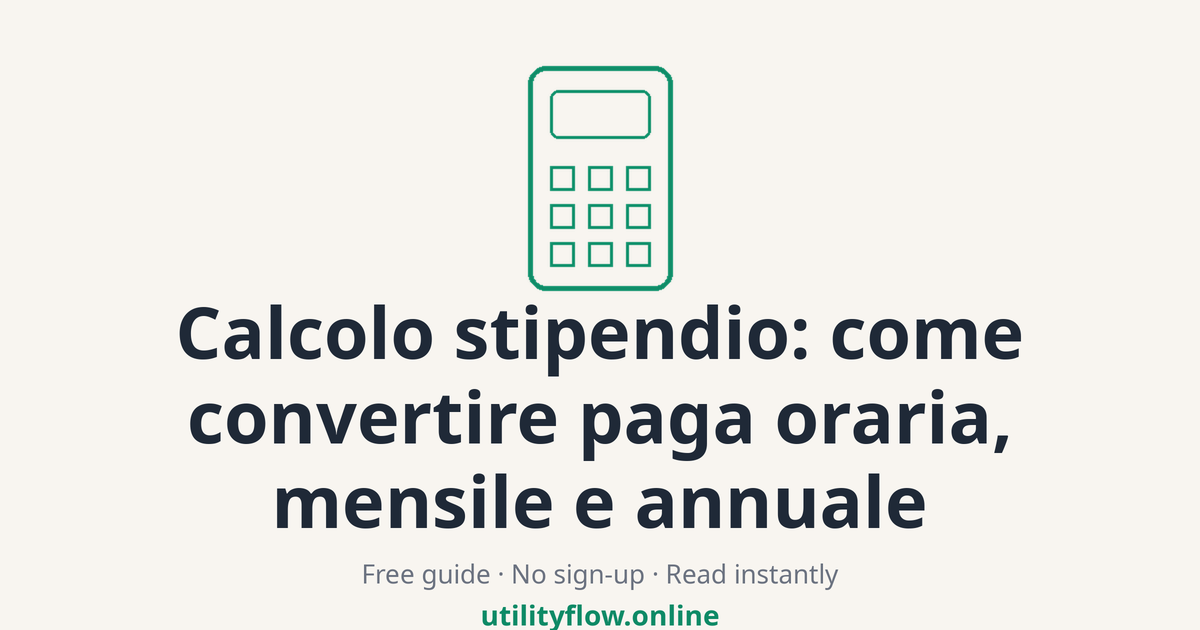 Calcolo stipendio: come
convertire paga oraria,
mensile e annuale
Free guide · No sign-up · Read instantly
utilityflow.online